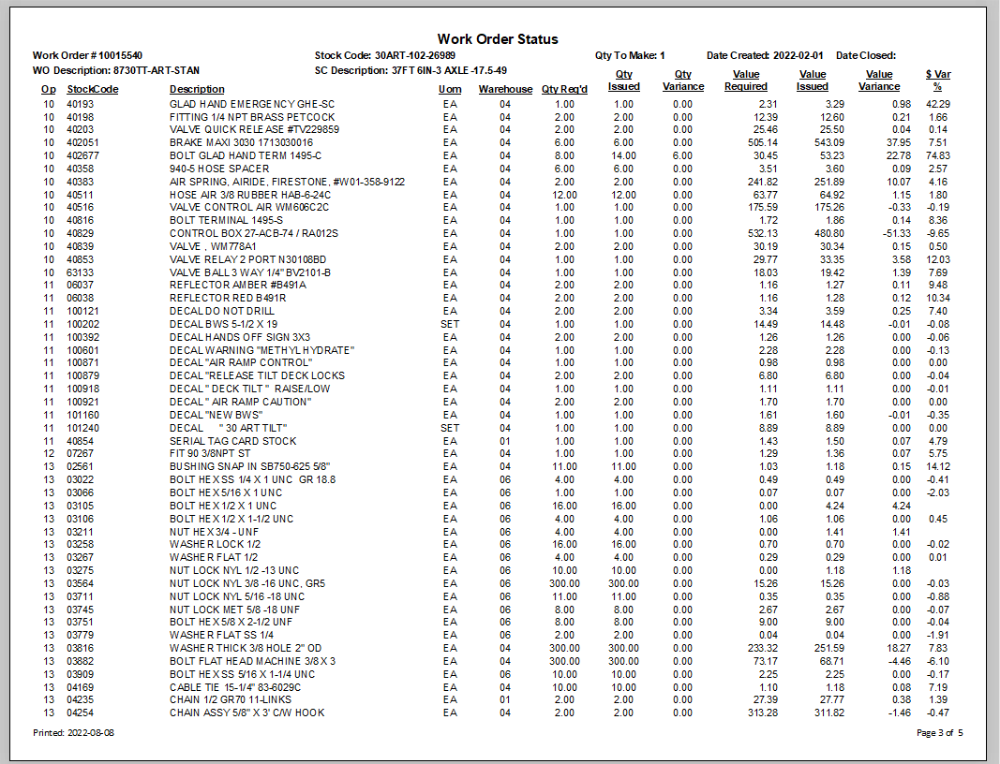 Work Order Status
Work Order # 10015540 Stock Code: 30ART-102-26989 Qty To Make: 1 Date Created: 2022-02-01 Date Closed:
WO Description: 8730TT-ART-STAN SC Description: 37FT 6IN-3 AXLE -17.5-49
Op StockCode Description Uom Warehouse Qty Req'd Qty Issued Qty Variance Value Required Value Issued Value Variance $ Var %
10 40193 GLAD HAND EMERGENCY GHE-SC EA 04 1.00 1.00 0.00 2.31 3.29 0.98 42.29
10 40198 FITTING 1/4 NPT BRASS PETCOCK EA 04 2.00 2.00 0.00 12.39 12.60 0.21 1.66
10 40203 VALVE QUICK RELEASE #TV229859 EA 04 2.00 2.00 0.00 25.46 25.50 0.04 0.14
10 402051 BRAKE MAXI 3030 1713030016 EA 04 6.00 6.00 0.00 505.14 543.09 37.95 7.51
10 402677 BOLT GLAD HAND TERM 1495-C EA 04 8.00 14.00 6.00 30.45 53.23 22.78 74.83
10 40358 940-5 HOSE SPACER EA 04 6.00 6.00 0.00 3.51 3.60 0.09 2.57
10 40383 AIR SPRING, AIRIDE, FIRESTONE, #W01-358-9122 EA 04 2.00 2.00 0.00 241.82 251.89 10.07 4.16
10 40511 HOSE AIR 3/8 RUBBER HAB-6-24C EA 04 12.00 12.00 0.00 63.77 64.92 1.15 1.80
10 40516 VALVE CONTROL AIR WM606C2C EA 04 1.00 1.00 0.00 175.59 175.26 -0.33 -0.19
10 40816 BOLT TERMINAL 1495-S EA 04 1.00 1.00 0.00 1.72 1.86 0.14 8.36
10 40829 CONTROL BOX 27-ACB-74 / RA012S EA 04 1.00 1.00 0.00 532.13 480.80 -51.33 -9.65
10 40839 VALVE , WM778A1 EA 04 2.00 2.00 0.00 30.19 30.34 0.15 0.50
10 40853 VALVE RELAY 2 PORT N30108BD EA 04 1.00 1.00 0.00 29.77 33.35 3.58 12.03
10 63133 VALVE BALL 3 WAY 1/4" BV2101-B EA 04 1.00 1.00 0.00 18.03 19.42 1.39 7.69
11 06037 REFLECTOR AMBER #B491A EA 04 2.00 2.00 0.00 1.16 1.27 0.11 9.48
11 06038 REFLECTOR RED B491R EA 04 2.00 2.00 0.00 1.16 1.28 0.12 10.34
11 100121 DECAL DO NOT DRILL EA 04 2.00 2.00 0.00 3.34 3.59 0.25 7.40
11 100202 DECAL BWS 5-1/2 X 19 SET 04 1.00 1.00 0.00 14.49 14.48 -0.01 -0.08
11 100392 DECAL HANDS OFF SIGN 3X3 EA 04 2.00 2.00 0.00 1.26 1.26 0.00 -0.06
11 100601 DECAL WARNING "METHYL HYDRATE" EA 04 1.00 1.00 0.00 2.28 2.28 0.00 -0.13
11 100871 DECAL "AIR RAMP CONTROL" EA 04 1.00 1.00 0.00 0.98 0.98 0.00 0.00
11 100879 DECAL "RELEASE TILT DECK LOCKS EA 04 2.00 2.00 0.00 6.80 6.80 0.00 -0.04
11 100918 DECAL " DECK TILT " RAISE/LOW EA 04 1.00 1.00 0.00 1.11 1.11 0.00 -0.01
11 100921 DECAL " AIR RAMP CAUTION" EA 04 2.00 2.00 0.00 1.70 1.70 0.00 0.00
11 101160 DECAL "NEW BWS" EA 04 1.00 1.00 0.00 1.61 1.60 -0.01 -0.35
11 101240 DECAL " 30 ART TILT" SET 04 1.00 1.00 0.00 8.89 8.89 0.00 0.00
11 40854 SERIAL TAG CARD STOCK EA 01 1.00 1.00 0.00 1.43 1.50 0.07 4.79
12 07267 FIT 90 3/8NPT ST EA 04 1.00 1.00 0.00 1.29 1.36 0.07 5.75
13 02561 BUSHING SNAP IN SB750-625 5/8" EA 04 11.00 11.00 0.00 1.03 1.18 0.15 14.12
13 03022 BOLT HEX SS 1/4 X 1 UNC GR 18.8 EA 06 4.00 4.00 0.00 0.49 0.49 0.00 -0.41
13 03066 BOLT HEX 5/16 X 1 UNC EA 06 1.00 1.00 0.00 0.07 0.07 0.00 -2.03
13 03105 BOLT HEX 1/2 X 1 UNC EA 06 16.00 16.00 0.00 0.00 4.24 4.24
13 03106 BOLT HEX 1/2 X 1-1/2 UNC EA 06 4.00 4.00 0.00 1.06 1.06 0.00 0.45
13 03211 NUT HEX 3/4 - UNF EA 06 4.00 4.00 0.00 0.00 1.41 1.41
13 03258 WASHER LOCK 1/2 EA 06 16.00 16.00 0.00 0.70 0.70 0.00 -0.02
13 03267 WASHER FLAT 1/2 EA 06 4.00 4.00 0.00 0.29 0.29 0.00 0.01
13 03275 NUT LOCK NYL 1/2 -13 UNC EA 06 10.00 10.00 0.00 0.00 1.18 1.18
13 03564 NUT LOCK NYL 3/8 -16 UNC, GR5 EA 06 300.00 300.00 0.00 15.26 15.26 0.00 -0.03
13 03711 NUT LOCK NYL 5/16 -18 UNC EA 06 11.00 11.00 0.00 0.35 0.35 0.00 -0.88
13 03745 NUT LOCK MET 5/8 -18 UNF EA 06 8.00 8.00 0.00 2.67 2.67 0.00 -0.07
13 03751 BOLT HEX 5/8 X 2-1/2 UNF EA 06 8.00 8.00 0.00 9.00 9.00 0.00 -0.04
13 03779 WASHER FLAT SS 1/4 EA 06 2.00 2.00 0.00 0.04 0.04 0.00 -1.91
13 03816 WASHER THICK 3/8 HOLE 2" OD EA 04 300.00 300.00 0.00 233.32 251.59 18.27 7.83
13 03882 BOLT FLAT HEAD MACHINE 3/8 X 3 EA 04 300.00 300.00 0.00 73.17 68.71 -4.46 -6.10
13 03909 BOLT HEX SS 5/16 X 1-1/4 UNC EA 06 10.00 10.00 0.00 2.25 2.25 0.00 -0.17
13 04169 CABLE TIE 15-1/4" 83-6029C EA 04 10.00 10.00 0.00 1.10 1.18 0.08 7.19
13 04235 CHAIN 1/2 GR70 11-LINKS EA 01 2.00 2.00 0.00 27.39 27.77 0.38 1.39
13 04254 CHAIN ASSY 5/8" X 3' C/W HOOK EA 04 2.00 2.00 0.00 313.28 311.82 -1.46 -0.47
Printed: 2022-08-08 Page 3 of 5